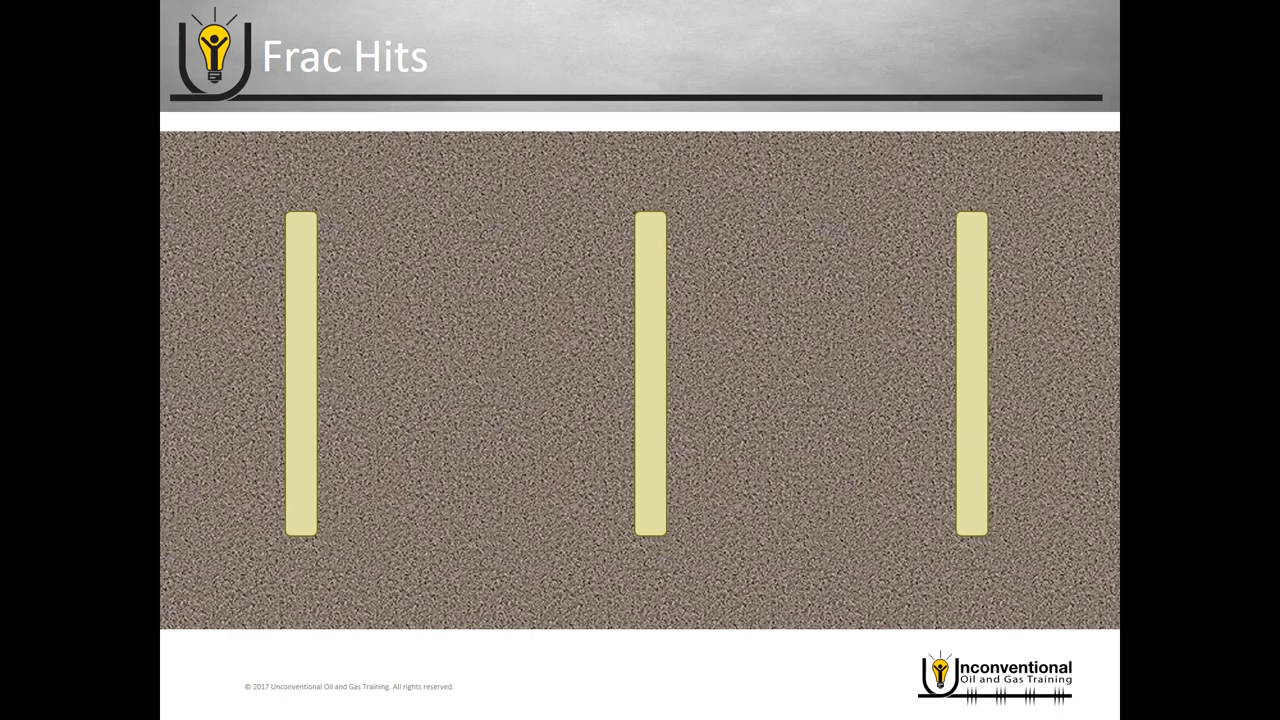 Frac Hits
© 2017 Unconventional Oil and Gas Training. All rights reserved.
Unconventional
Oil and Gas Training